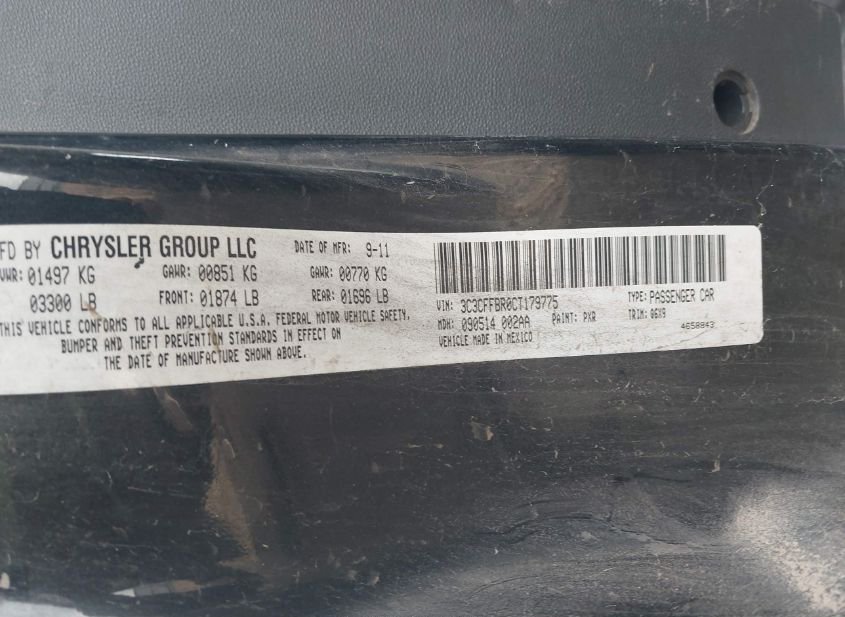 FD BY CHRYSLER GROUP LLC DATE OF MFR: 9-11
VWR: 01497 KG GAWR: 00851 KG GAWR: 00770 KG
03300 LB FRONT: 01874 LB REAR: 01696 LB
THIS VEHICLE CONFORMS TO ALL APPLICABLE U.S.A. FEDERAL MOTOR VEHICLE SAFETY,
BUMPER AND THEFT PREVENTION STANDARDS IN EFFECT ON
THE DATE OF MANUFACTURE SHOWN ABOVE.
VIN: 3C3CFFBR0CT179775 TYPE: PASSENGER CAR
MDH: 090514 002AA PAINT: PXR TRIM: G6X9
VEHICLE MADE IN MEXICO 4658843